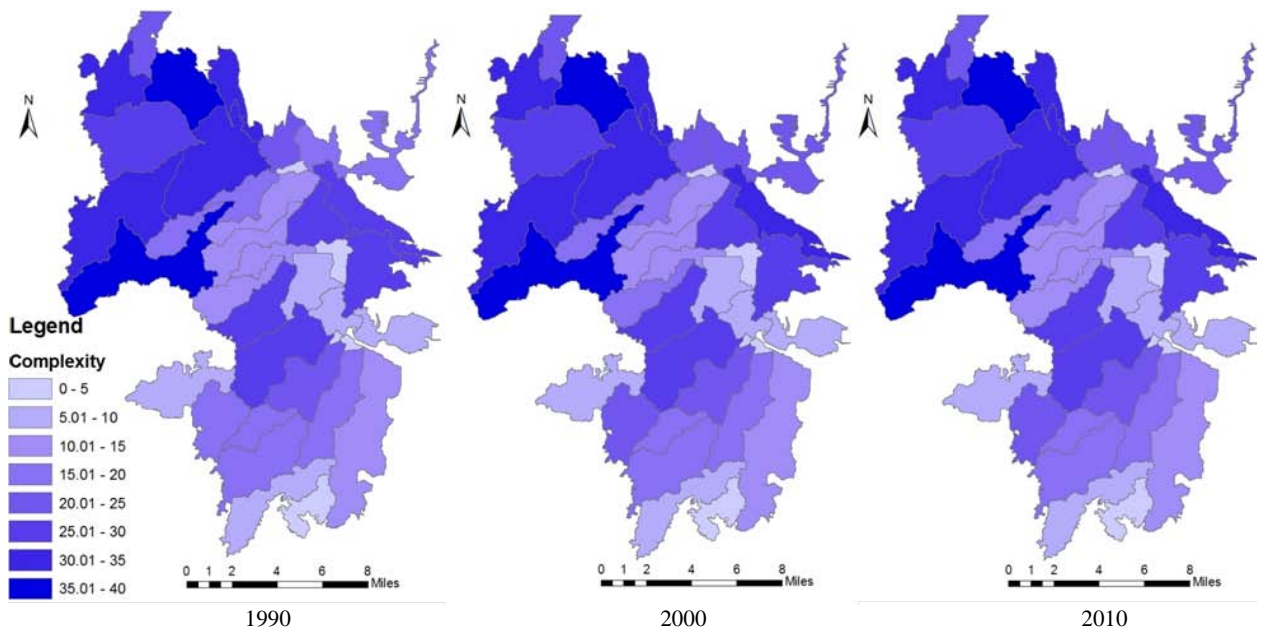 N
N
N
Legend
Complexity
0 - 5
5.01 - 10
10.01 - 15
15.01 - 20
20.01 - 25
25.01 - 30
30.01 - 35
35.01 - 40
0 1 2 4 6 8
Miles
0 1 2 4 6 8
Miles
0 1 2 4 6 8
Miles
1990 2000 2010